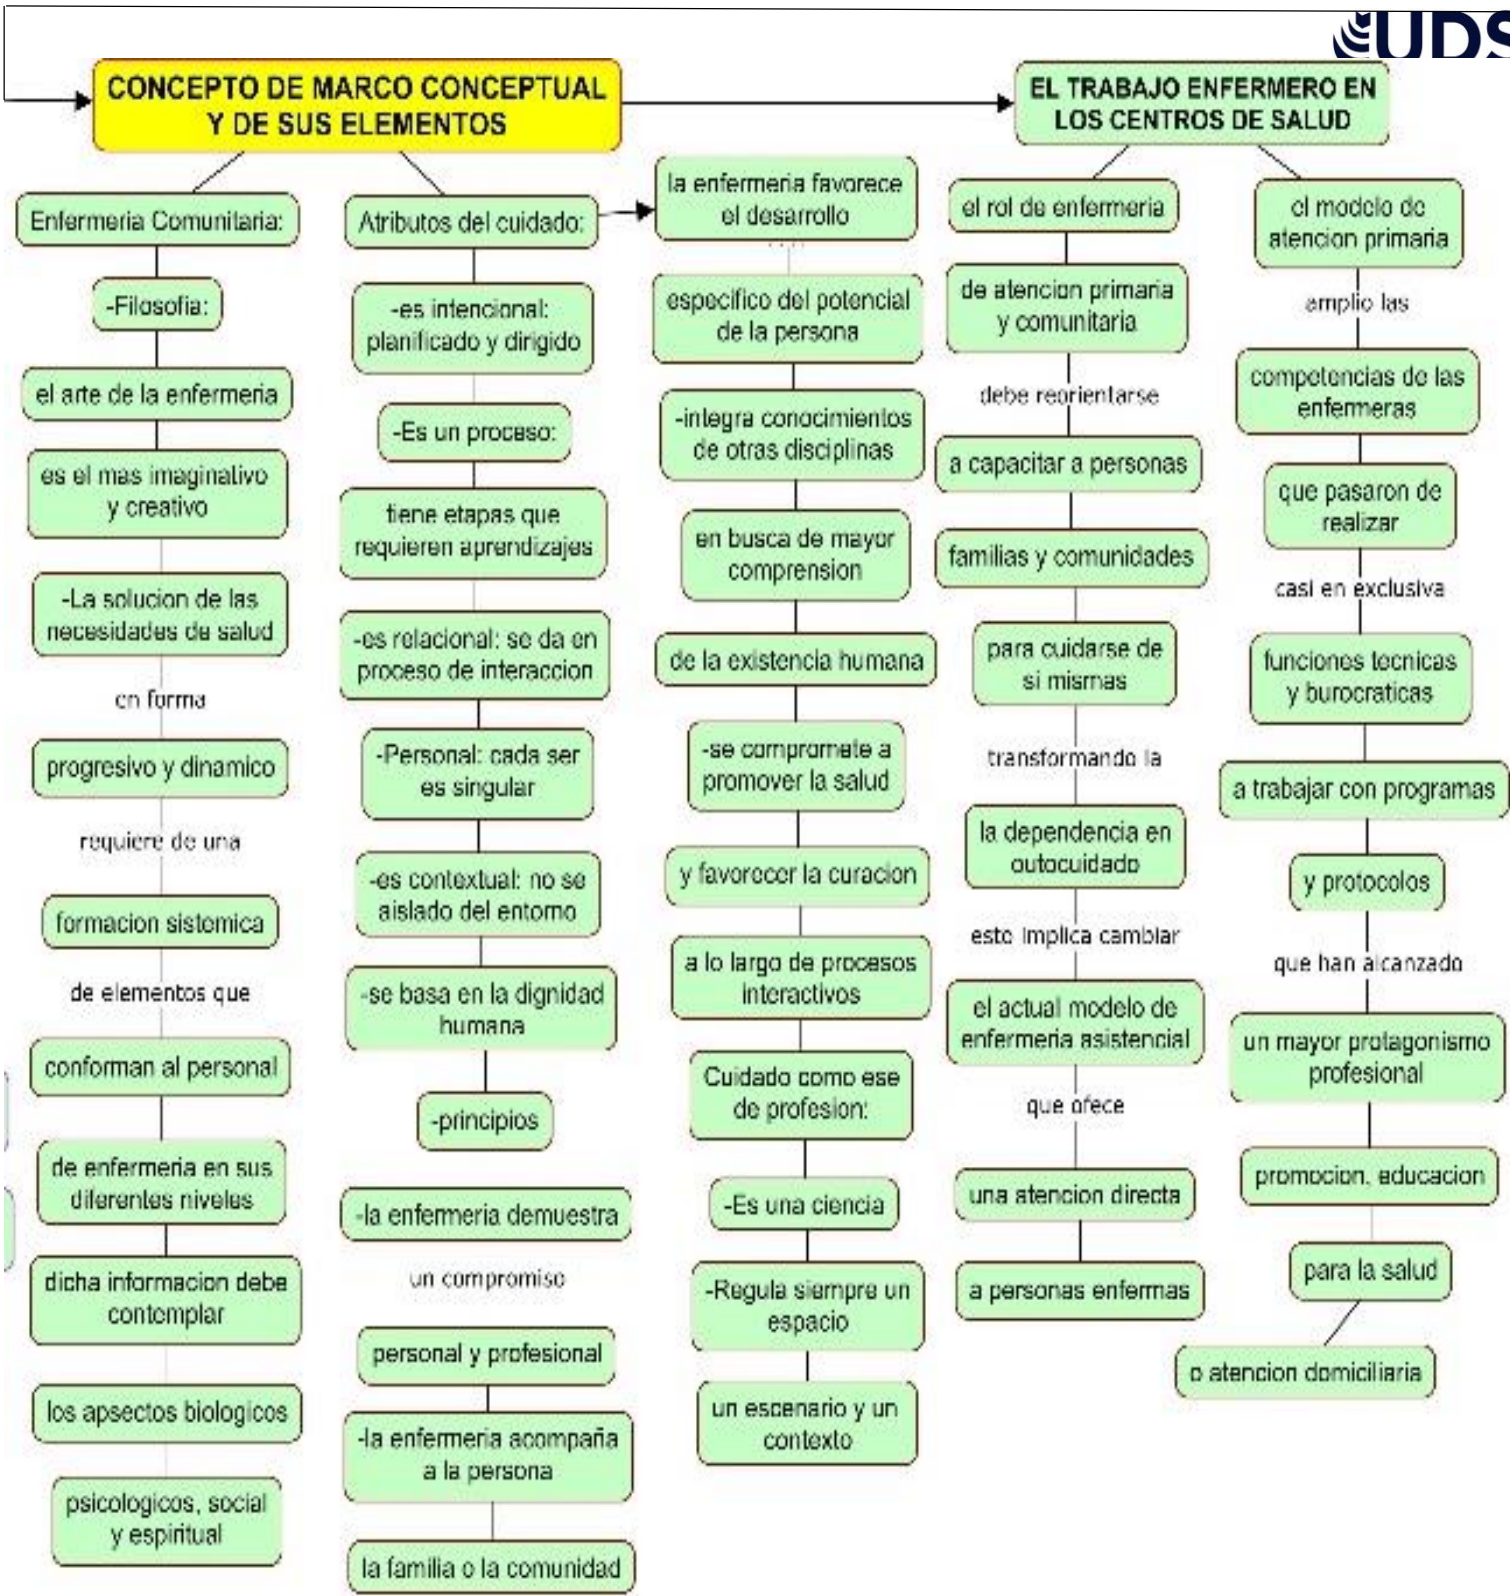 UDS
CONCEPTO DE MARCO CONCEPTUAL
Y DE SUS ELEMENTOS
Enfermeria Comunitaria:
-Filosofia:
el arte de la enfermeria
es el mas imaginativo
y creativo
-La solucion de las
necesidades de salud
en forma
progresivo y dinamico
requiere de una
formacion sistemica
de elementos que
conforman al personal
de enfermeria en sus
diferentes niveles
dicha informacion debe
contemplar
los apsectos biologicos
psicologicos, social
y espiritual
Atributos del cuidado:
-es intencional:
planificado y dirigido
-Es un proceso:
tiene etapas que
requieren aprendizajes
-es relacional: se da en
proceso de interaccion
-Personal: cada ser
es singular
-es contextual: no se
aislado del entorno
-se basa en la dignidad
humana
-principios
-la enfermeria demuestra
un compromiso
personal y profesional
-la enfermeria acompaña
a la persona
la familia o la comunidad
la enfermeria favorece
el desarrollo
especifico del potencial
de la persona
-integra conocimientos
de otras disciplinas
en busca de mayor
comprension
de la existencia humana
-se compromete a
promover la salud
y favorecer la curacion
a lo largo de procesos
interactivos
Cuidado como ese
de profesion:
-Es una ciencia
-Regula siempre un
espacio
un escenario y un
contexto
EL TRABAJO ENFERMERO EN
LOS CENTROS DE SALUD
el rol de enfermeria
de atencion primaria
y comunitaria
debe reorientarse
a capacitar a personas
familias y comunidades
para cuidarse de
si mismas
transformando la
la dependencia en
outocuidado
esto implica cambiar
el actual modelo de
enfermeria asistencial
que ofece
una atencion directa
a personas enfermas
el modelo de
atencion primaria
amplio las
competencias de las
enfermeras
que pasaron de
realizar
casi en exclusiva
funciones tecnicas
y burocraticas
a trabajar con programas
y protocolos
que han alcanzado
un mayor protagonismo
profesional
promocion, educacion
para la salud
o atencion domiciliaria